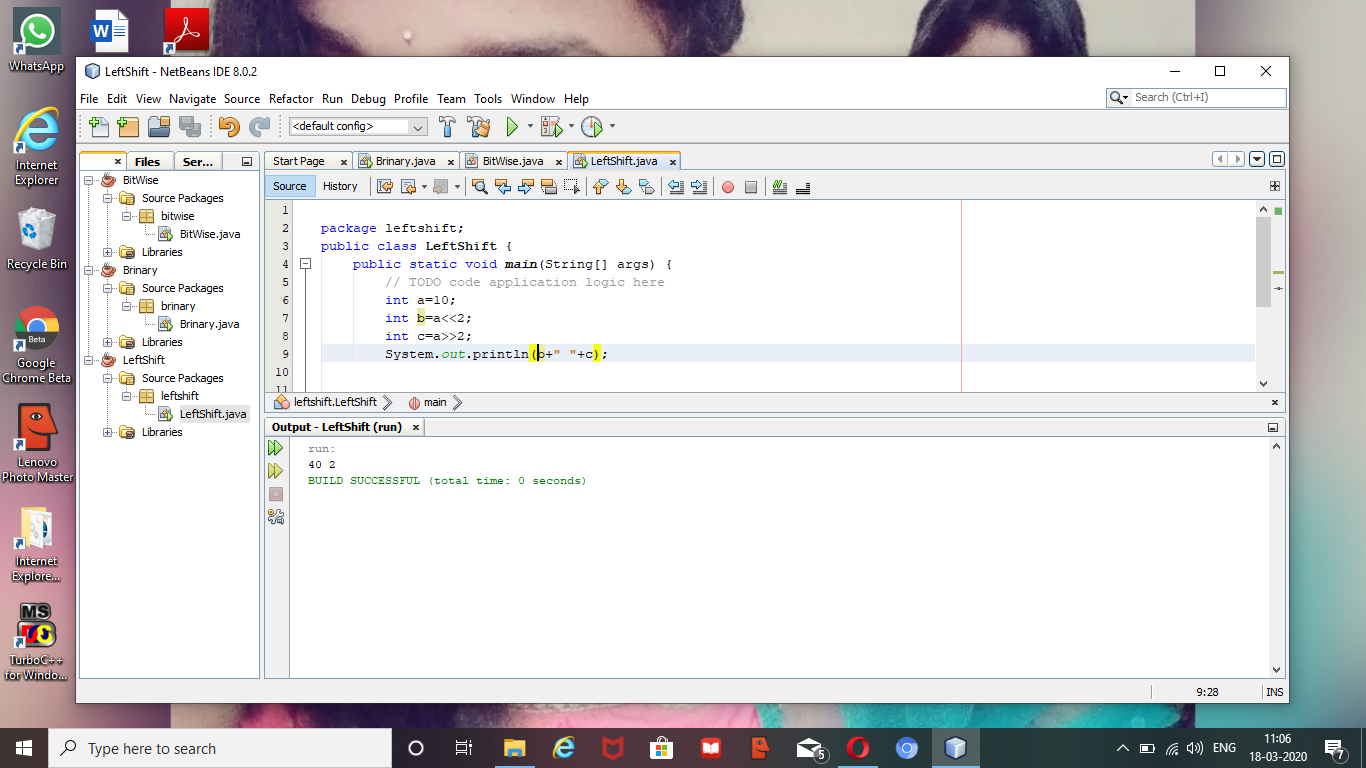 WhatsApp
Internet
Explorer
Recycle Bin
Beta
Google
Chrome Beta
Lenovo
Photo Master
Internet
Explore...
MS
TurboC++
for Windo...
LeftShift - NetBeans IDE 8.0.2
File Edit View Navigate Source Refactor Run Debug Profile Team Tools Window Help
Search (Ctrl+I)
<default config>
Files Ser...
BitWise
Source Packages
bitwise
BitWise.java
Libraries
Brinary
Source Packages
brinary
Brinary.java
Libraries
LeftShift
Source Packages
leftshift
LeftShift.java
Libraries
Start Page Brinary.java BitWise.java LeftShift.java
Source History
1
2 package leftshift;
3 public class LeftShift {
4 public static void main(String[] args) {
5 // TODO code application logic here
6 int a=10;
7 int b=a<<2;
8 int c=a>>2;
9 System.out.println(b+" "+c);
10
11
leftshift.LeftShift main
Output - LeftShift (run)
run:
40 2
BUILD SUCCESSFUL (total time: 0 seconds)
9:28 INS
Type here to search
5
ENG
11:06
18-03-2020
7